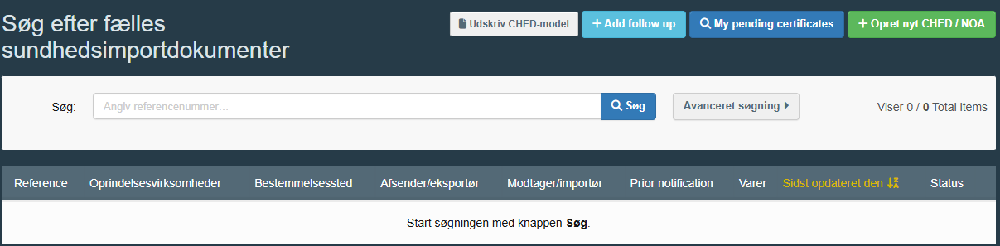 Søg efter fælles
sundhedsimportdokumenter
Udskriv CHED-model
Add follow up
My pending certificates
Opret nyt CHED / NOA
Søg:
Angiv referencenummer...
Søg
Avanceret søgning
Viser 0 / 0 Total items
Reference Oprindelsesvirksomheder Bestemmelsessted Afsender/eksportør Modtager/importør Prior notification Varer Sidst opdateret den Status
Start søgningen med knappen Søg.